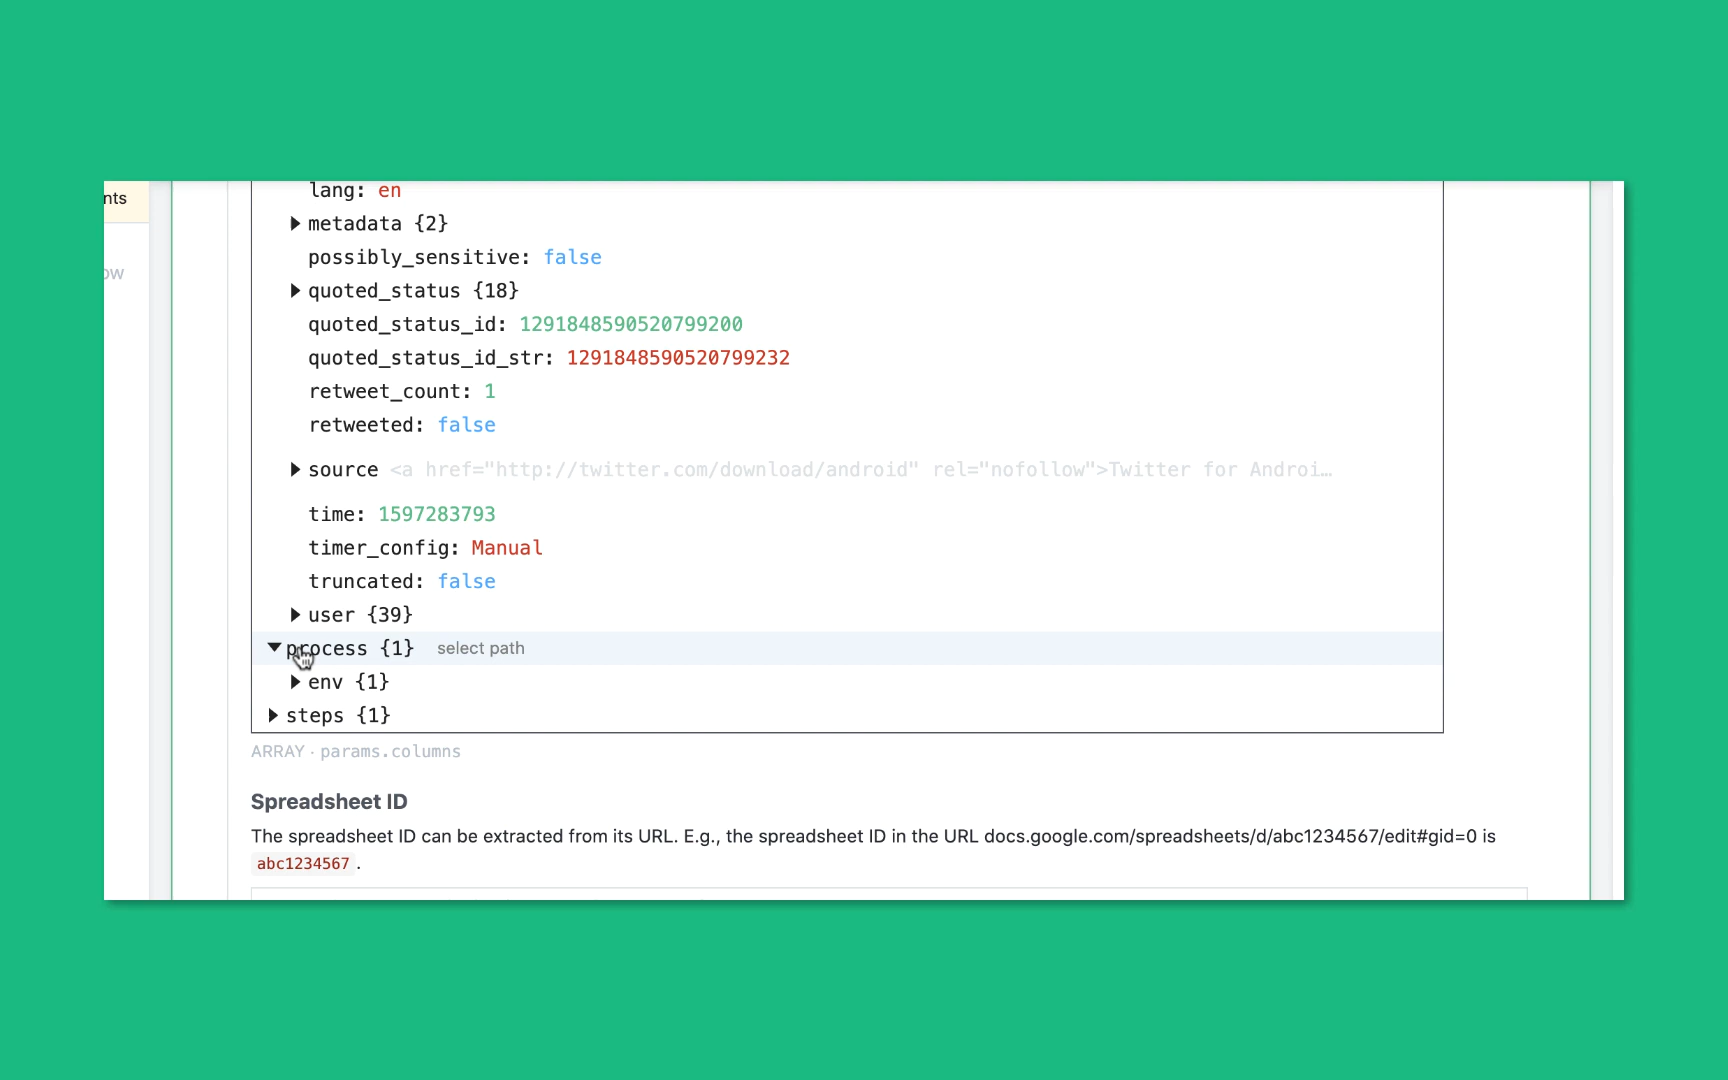 nts
ow
lang: en
metadata {2}
possibly_sensitive: false
quoted_status {18}
quoted_status_id: 1291848590520799200
quoted_status_id_str: 1291848590520799232
retweet_count: 1
retweeted: false
source <a href="http://twitter.com/download/android" rel="nofollow">Twitter for Androi…
time: 1597283793
timer_config: Manual
truncated: false
user {39}
process {1} select path
env {1}
steps {1}
ARRAY · params.columns
Spreadsheet ID
The spreadsheet ID can be extracted from its URL. E.g., the spreadsheet ID in the URL docs.google.com/spreadsheets/d/abc1234567/edit#gid=0 is
abc1234567 .